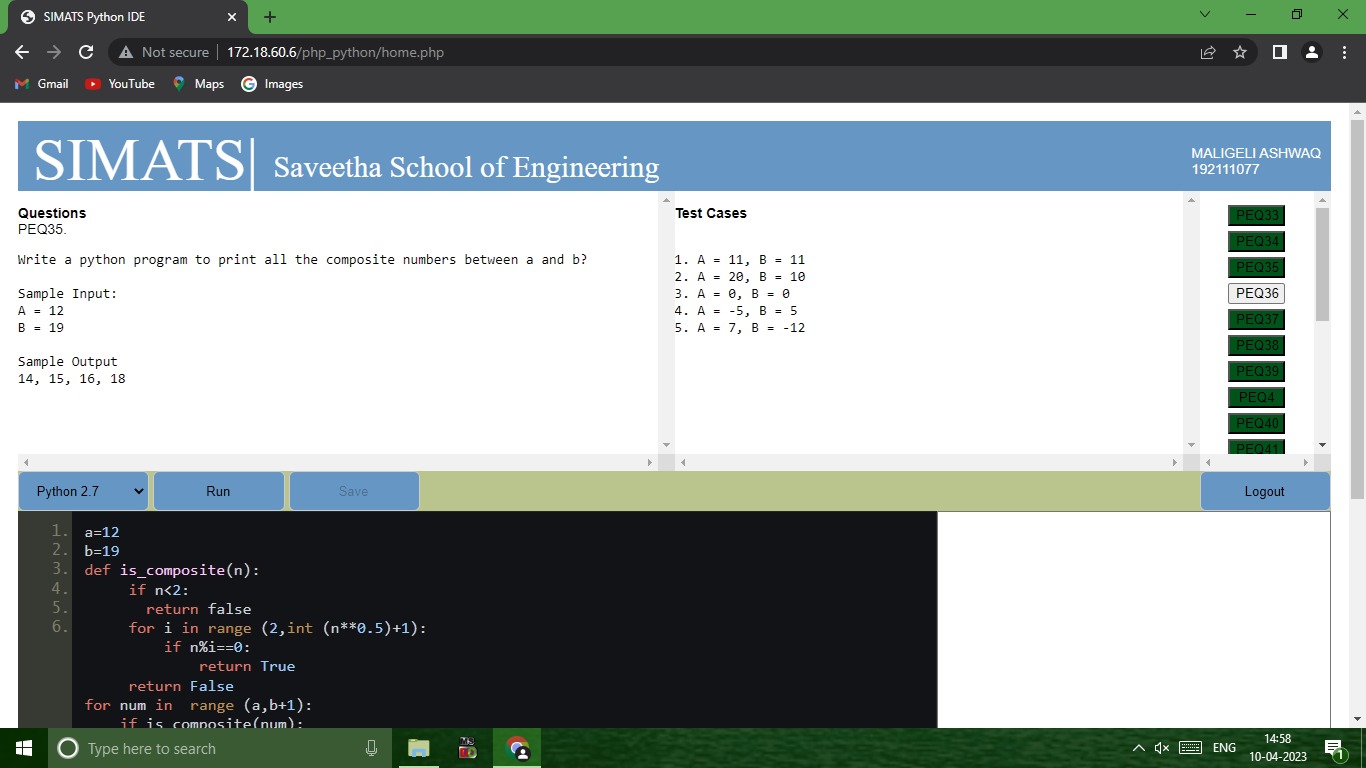 SIMATS Python IDE
Not secure 172.18.60.6/php_python/home.php
Gmail YouTube Maps Images
SIMATS| Saveetha School of Engineering
MALIGELI ASHWAQ
192111077
Questions
PEQ35.
Write a python program to print all the composite numbers between a and b?
Sample Input:
A = 12
B = 19
Sample Output
14, 15, 16, 18
Test Cases
1. A = 11, B = 11
2. A = 20, B = 10
3. A = 0, B = 0
4. A = -5, B = 5
5. A = 7, B = -12
PEQ33
PEQ34
PEQ35
PEQ36
PEQ37
PEQ38
PEQ39
PEQ4
PEQ40
PEQ41
Python 2.7 Run Save Logout
1. a=12
2. b=19
3. def is_composite(n):
4. if n<2:
5. return false
6. for i in range (2,int (n**0.5)+1):
if n%i==0:
return True
return False
for num in range (a,b+1):
if is_composite(num):
Type here to search
ENG
14:58
10-04-2023
1